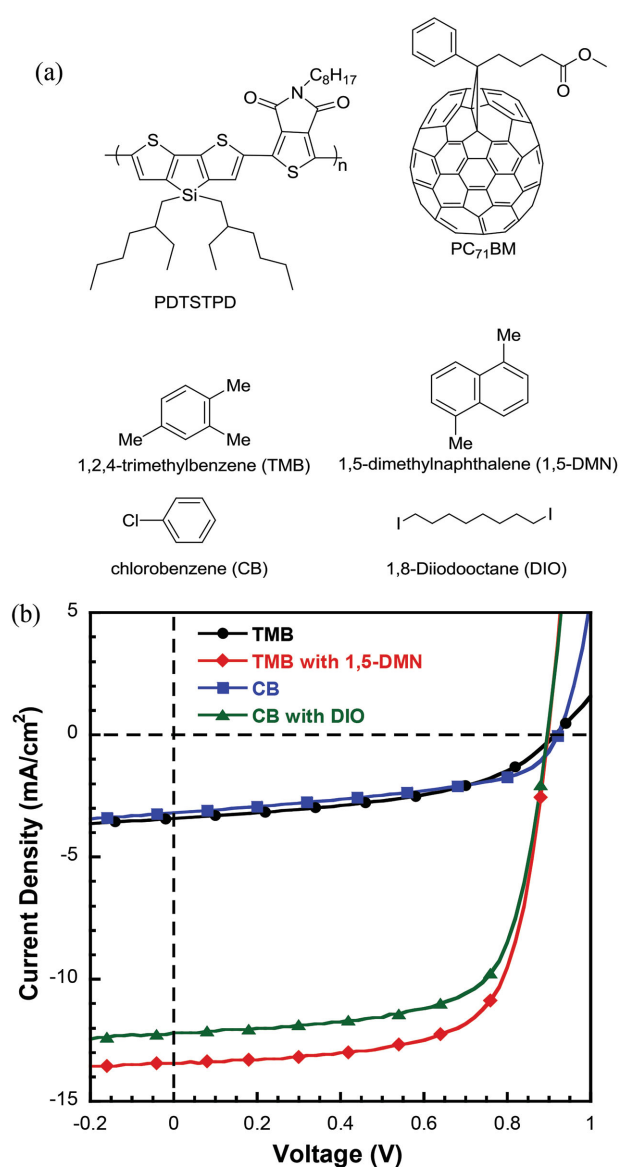 (a)
C8H17
N
O
O
S
S
S
n
Si
PDTSTPD
O
O
PC71BM
Me
Me
Me
1,2,4-trimethylbenzene (TMB)
Me
Me
1,5-dimethylnaphthalene (1,5-DMN)
Cl
chlorobenzene (CB)
I
I
1,8-Diiodooctane (DIO)
(b)
TMB
TMB with 1,5-DMN
CB
CB with DIO
Current Density (mA/cm²)
5
0
-5
-10
-15
-0.2
0
0.2
0.4
0.6
0.8
1
Voltage (V)